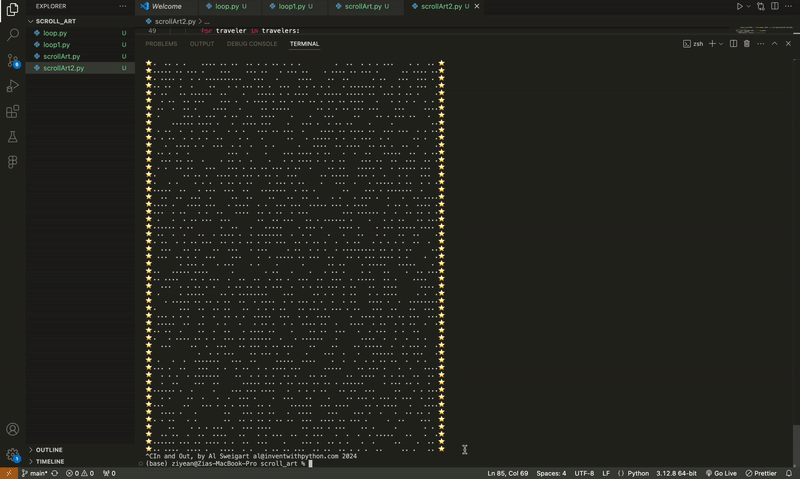 EXPLORER
Welcome
loop.py U
loop1.py U
scrollArt.py U
scrollArt2.py U
SCROLL_ART
scrollArt2.py > ...
loop.py U
49 for traveler in travelers:
loop1.py U
PROBLEMS OUTPUT DEBUG CONSOLE TERMINAL
zsh
scrollArt.py U
scrollArt2.py U
^CIn and Out, by Al Sweigart al@inventwithpython.com 2024
(base) ziyean@Zias-MacBook-Pro scroll_art %
OUTLINE
TIMELINE
main* 0 0 0 Ln 85, Col 69 Spaces: 4 UTF-8 LF Python 3.12.8 64-bit Go Live Prettier